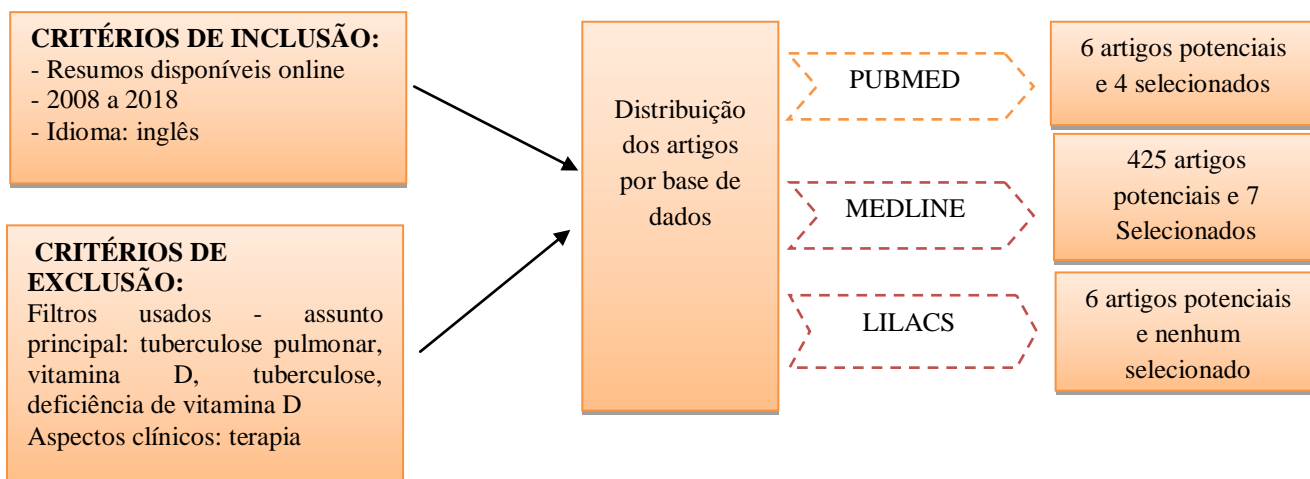 CRITÉRIOS DE INCLUSÃO:
- Resumos disponíveis online
- 2008 a 2018
- Idioma: inglês
CRITÉRIOS DE
EXCLUSÃO:
Filtros usados - assunto
principal: tuberculose pulmonar,
vitamina D, tuberculose,
deficiência de vitamina D
Aspectos clínicos: terapia
Distribuição
dos artigos
por base de
dados
PUBMED
6 artigos potenciais
e 4 selecionados
MEDLINE
425 artigos
potenciais e 7
Selecionados
LILACS
6 artigos potenciais
e nenhum
selecionado